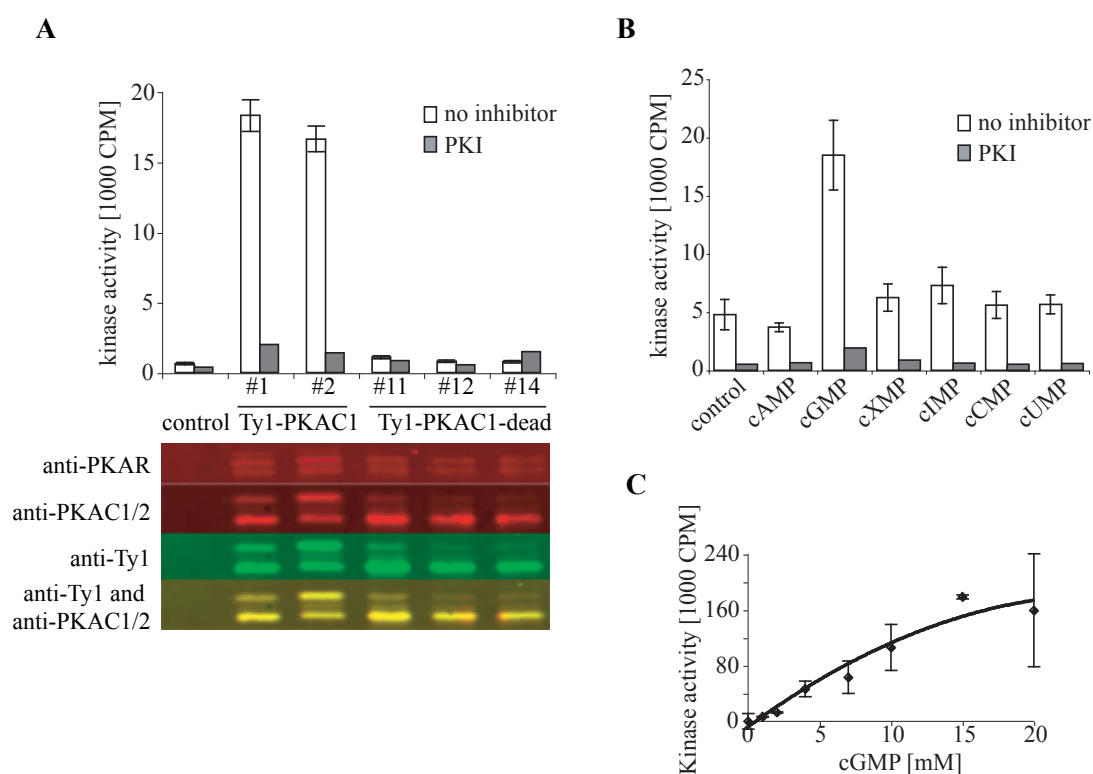 A
kinase activity [1000 CPM]
20
15
10
5
0
no inhibitor
PKI
#1 #2 #11 #12 #14
control Ty1-PKAC1 Ty1-PKAC1-dead
anti-PKAR
anti-PKAC1/2
anti-Ty1
anti-Ty1 and
anti-PKAC1/2
B
kinase activity [1000 CPM]
25
20
15
10
5
0
no inhibitor
PKI
control cAMP cGMP cXMP cIMP cCMP cUMP
C
Kinase activity [1000 CPM]
240
160
80
0
0 5 10 15 20
cGMP [mM]